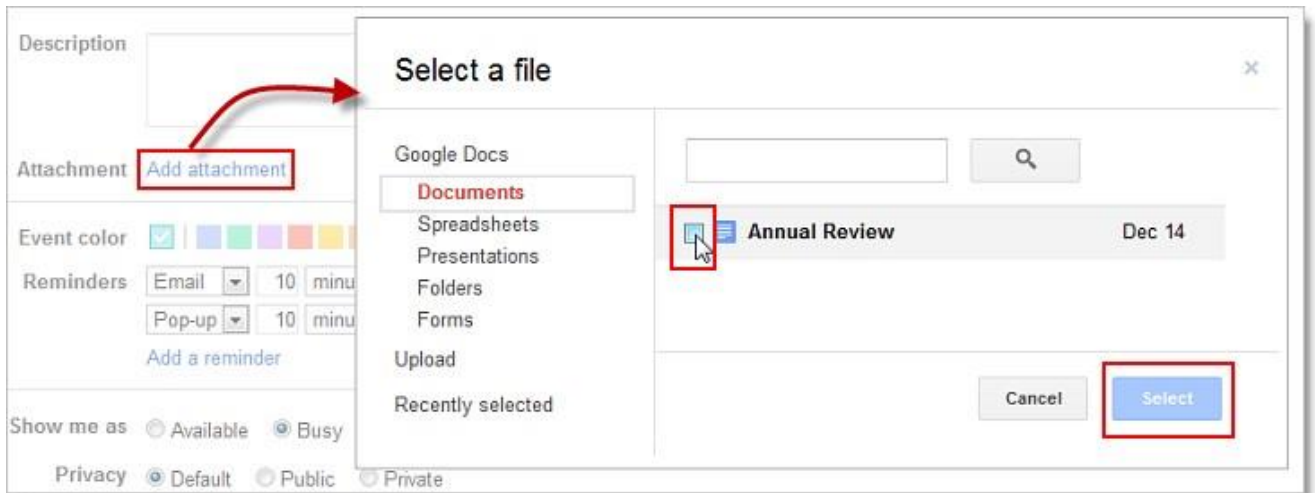 Description
Attachment Add attachment
Event color
Reminders Email 10 minu
Pop-up 10 minu
Add a reminder
Show me as Available Busy
Privacy Default Public Private
Select a file
Google Docs
Documents
Spreadsheets
Presentations
Folders
Forms
Upload
Recently selected
Annual Review Dec 14
Cancel Select